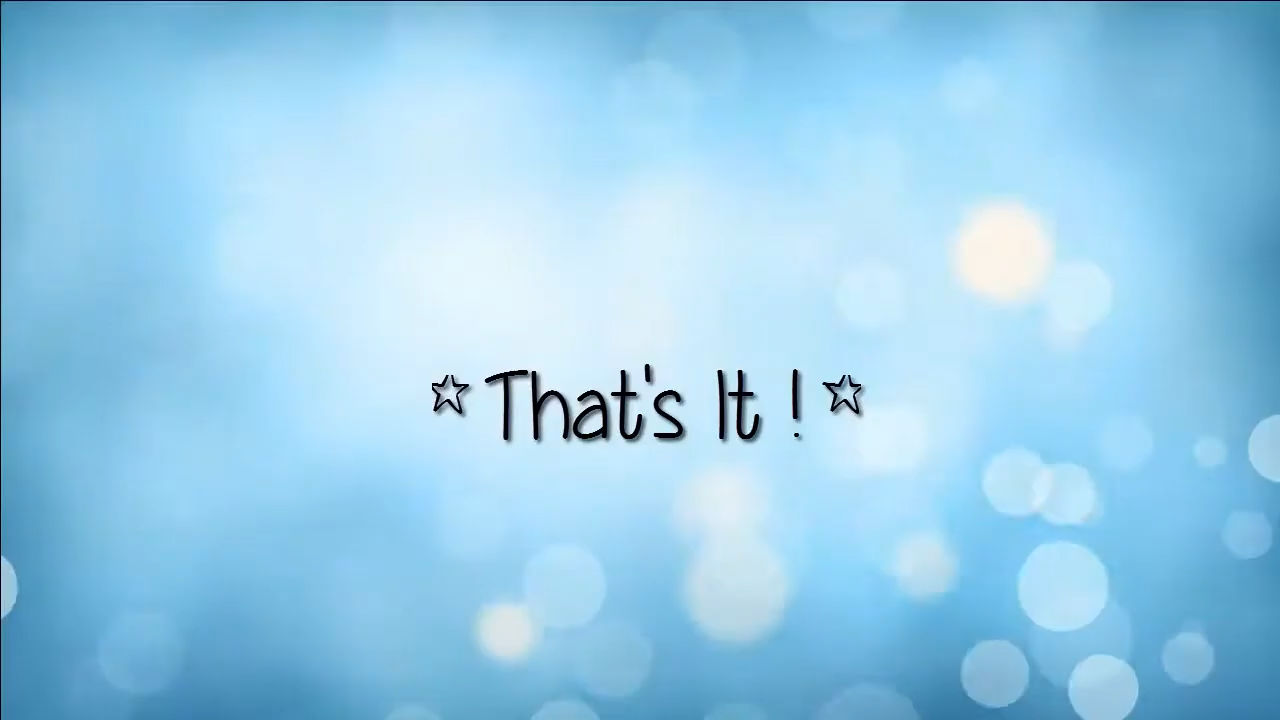 ☆ That's It ! ☆